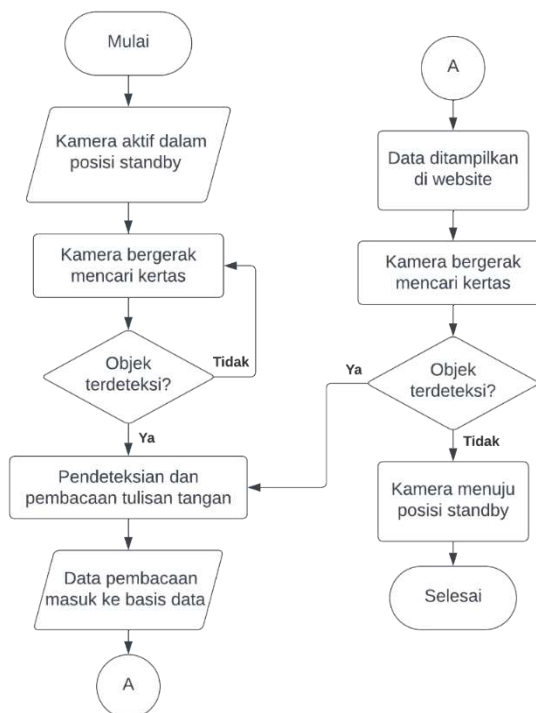 Mulai
Kamera aktif dalam
posisi standby
Kamera bergerak
mencari kertas
Objek
terdeteksi?
Tidak
Ya
Pendeteksian dan
pembacaan tulisan tangan
Data pembacaan
masuk ke basis data
A
A
Data ditampilkan
di website
Kamera bergerak
mencari kertas
Objek
terdeteksi?
Ya
Tidak
Kamera menuju
posisi standby
Selesai